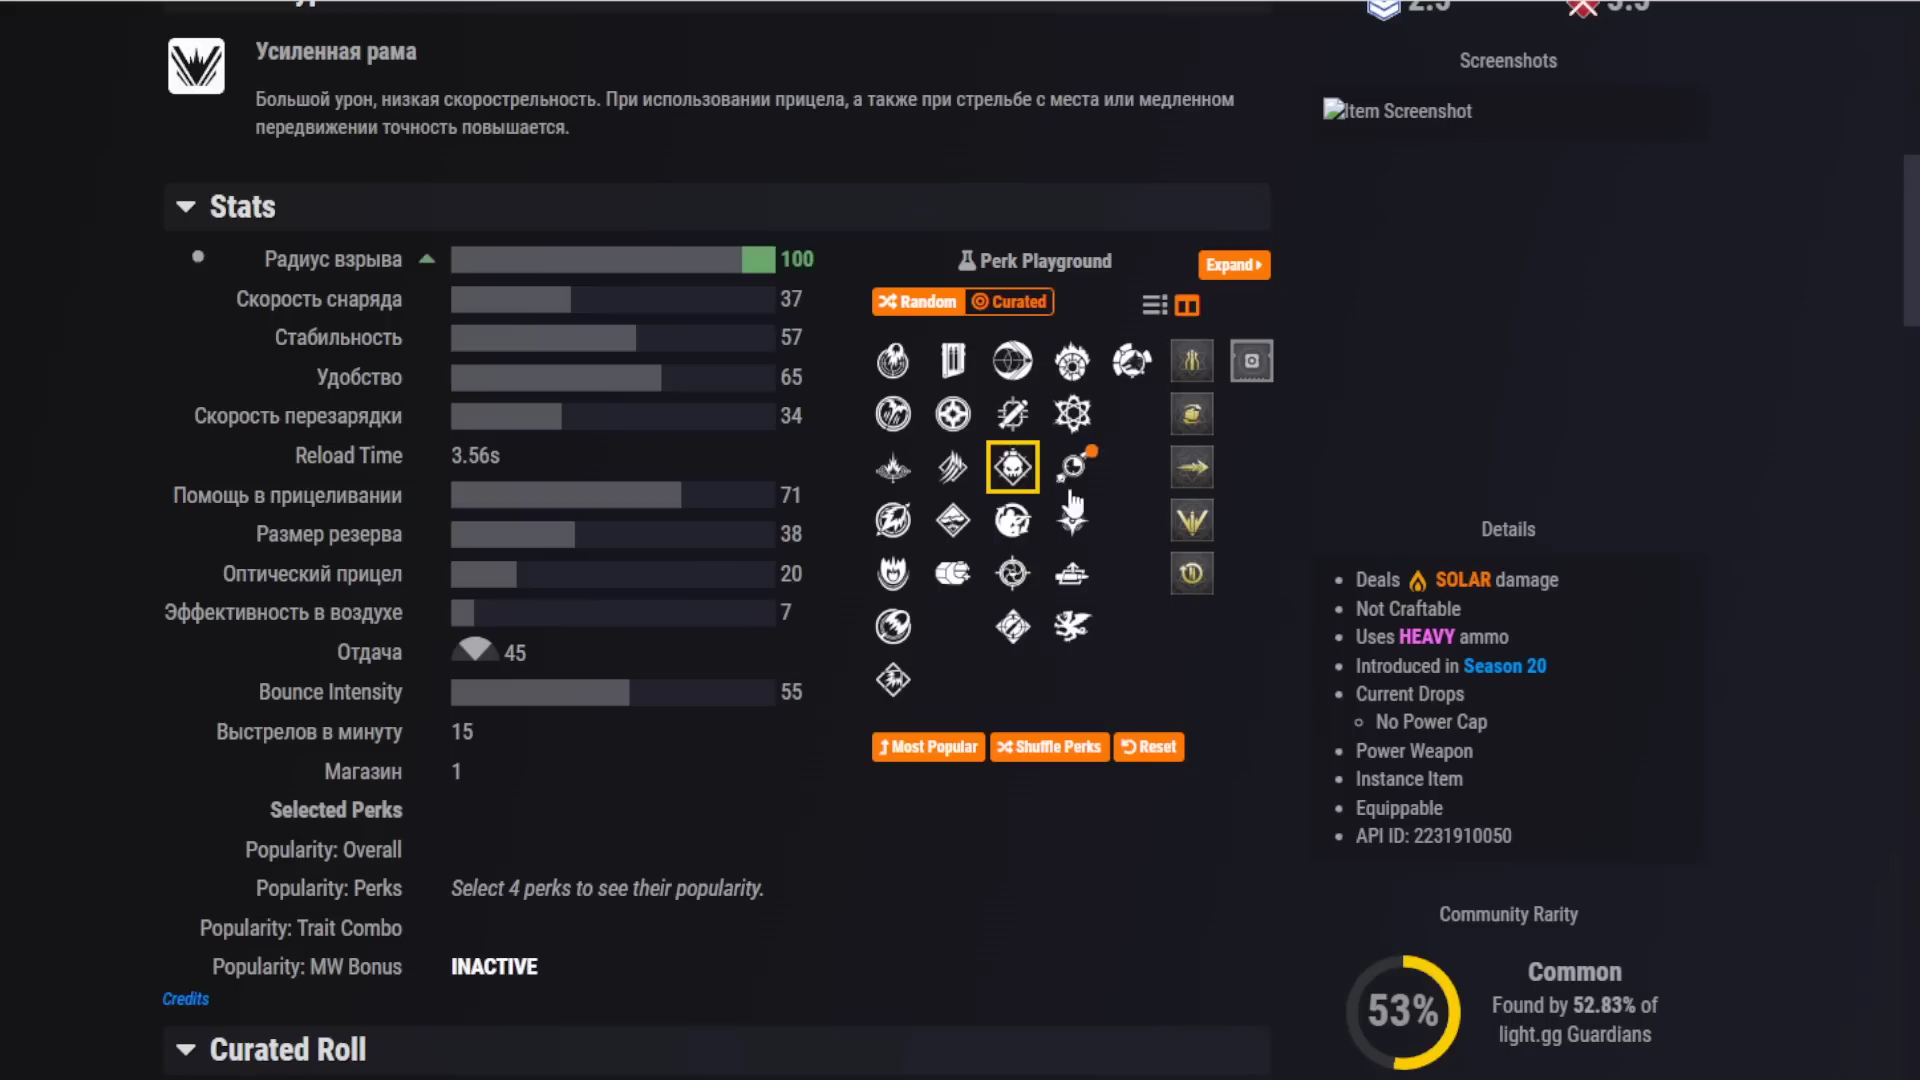 Усиленная рама
Большой урон, низкая скорострельность. При использовании прицела, а также при стрельбе с места или медленном
передвижении точность повышается.
Stats
Радиус взрыва 100
Скорость снаряда 37
Стабильность 57
Удобство 65
Скорость перезарядки 34
Reload Time 3.56s
Помощь в прицеливании 71
Размер резерва 38
Оптический прицел 20
Эффективность в воздухе 7
Отдача 45
Bounce Intensity 55
Выстрелов в минуту 15
Магазин 1
Selected Perks
Popularity: Overall
Popularity: Perks Select 4 perks to see their popularity.
Popularity: Trait Combo
Popularity: MW Bonus INACTIVE
Credits
Curated Roll
Perk Playground
Expand
Random Curated
Most Popular Shuffle Perks Reset
Screenshots
Item Screenshot
Details
Deals SOLAR damage
Not Craftable
Uses HEAVY ammo
Introduced in Season 20
Current Drops
No Power Cap
Power Weapon
Instance Item
Equippable
API ID: 2231910050
Community Rarity
53%
Common
Found by 52.83% of
light.gg Guardians